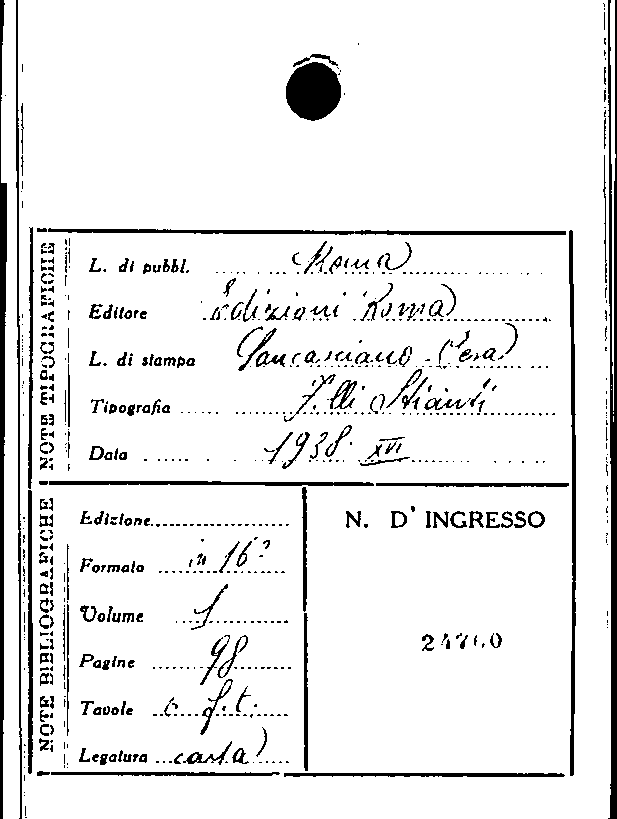 NOTE TIPOGRAFICHE
L. di pubbl. Roma
Editore Edizioni Roma
L. di stampa Sancasciano Pesa
Tipografia F.lli Stianti
Data 1938 XVI
NOTE BIBLIOGRAFICHE
Edizione
Formato in 16°
Volume 1
Pagine 98
Tavole f.t.
Legatura carta
N. D' INGRESSO